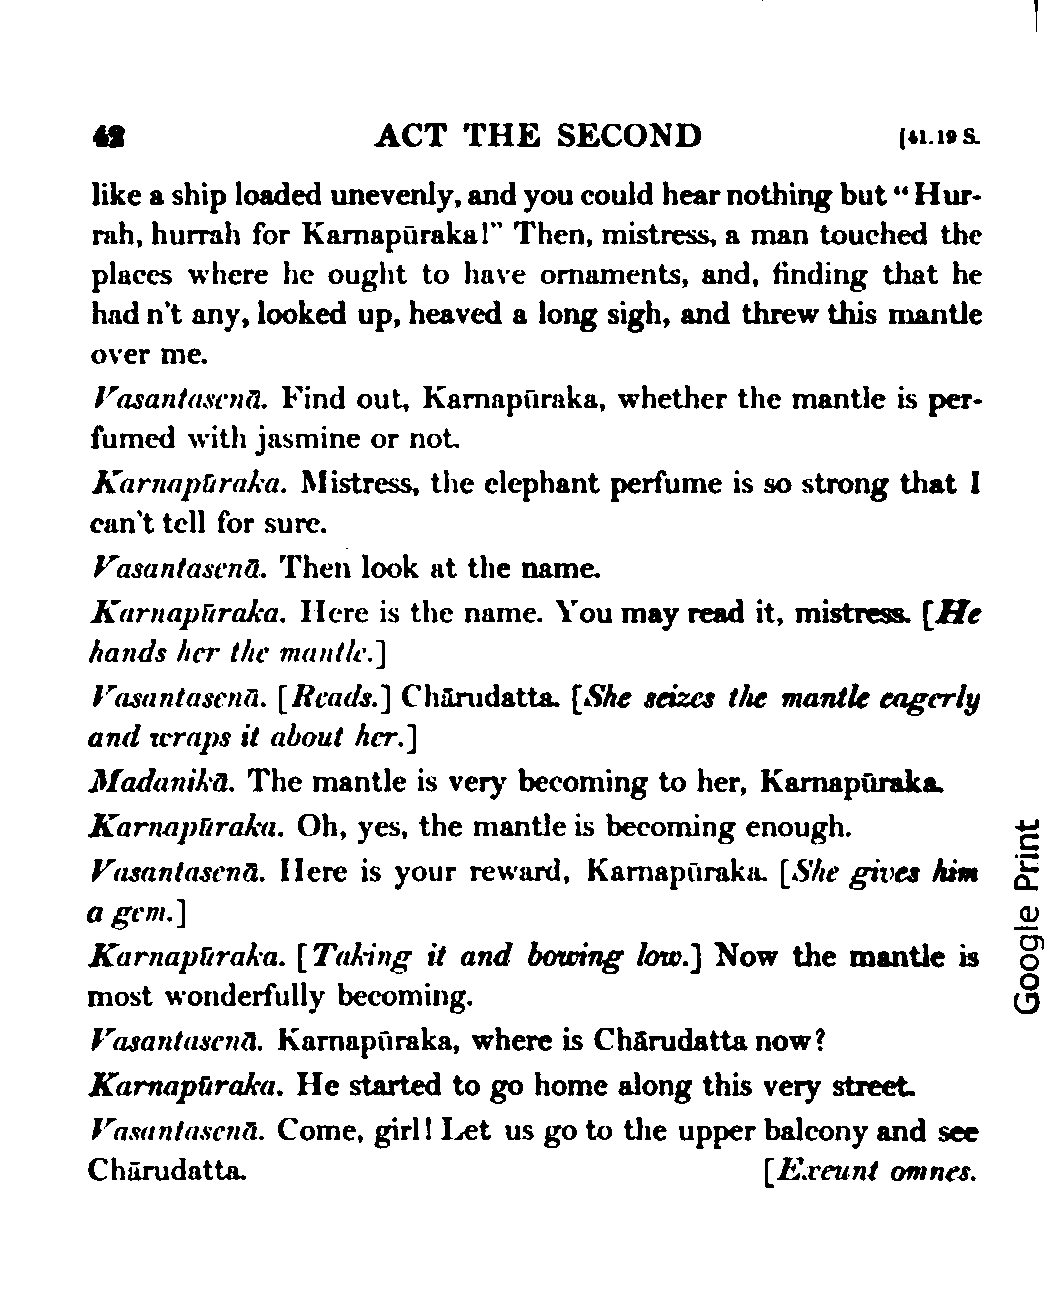 42 ACT THE SECOND [41.19 S.
like a ship loaded unevenly, and you could hear nothing but "Hur-
rah, hurrah for Karnapūraka!" Then, mistress, a man touched the
places where he ought to have ornaments, and, finding that he
had n't any, looked up, heaved a long sigh, and threw this mantle
over me.
Vasantasenā. Find out, Karnapūraka, whether the mantle is per-
fumed with jasmine or not.
Karnapūraka. Mistress, the elephant perfume is so strong that I
can't tell for sure.
Vasantasenā. Then look at the name.
Karnapūraka. Here is the name. You may read it, mistress. [He
hands her the mantle.]
Vasantasenā. [Reads.] Chārudatta. [She seizes the mantle eagerly
and wraps it about her.]
Madanikā. The mantle is very becoming to her, Karnapūraka.
Karnapūraka. Oh, yes, the mantle is becoming enough.
Vasantasenā. Here is your reward, Karnapūraka. [She gives him
a gem.]
Karnapūraka. [Taking it and bowing low.] Now the mantle is
most wonderfully becoming.
Vasantasenā. Karnapūraka, where is Chārudatta now?
Karnapūraka. He started to go home along this very street.
Vasantasenā. Come, girl! Let us go to the upper balcony and see
Chārudatta. [Exeunt omnes.
Google Print